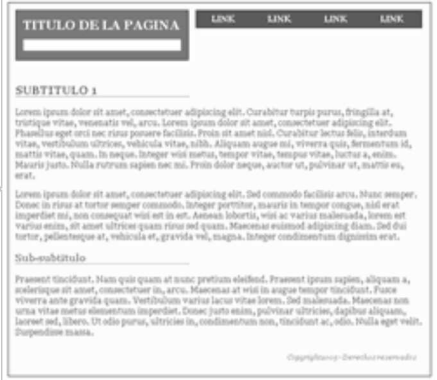 TITULO DE LA PAGINA
LINK LINK LINK LINK
SUBTITULO 1
Lorem ipsum dolor sit amet, consectetuer adipiscing elit. Curabitur turpis purus, fringilla at,
tristique vitae, venenatis vel, arcu. Lorem ipsum dolor sit amet, consectetuer adipiscing elit.
Phasellus eget orci nec risus posuere facilisis. Proin sit amet nisl. Curabitur lectus felis, interdum
vitae, vestibulum ultrices, vehicula vitae, nibh. Aliquam augue mi, viverra quis, fermentum id,
mattis vitae, quam. In neque. Integer wisi metus, tempor vitae, tempus vitae, luctus a, enim.
Mauris justo. Nulla rutrum sapien nec mi. Proin dolor neque, auctor ut, pulvinar ut, mattis eu,
erat.
Lorem ipsum dolor sit amet, consectetuer adipiscing elit. Sed commodo facilisis arcu. Nunc semper.
Donec in risus at tortor semper commodo. Integer porttitor, mauris in tempor congue, nisl erat
imperdiet mi, non consequat wisi est in est. Aenean lobortis, wisi ac varius malesuada, lorem est
varius enim, sit amet ultrices quam risus sed quam. Maecenas euismod adipiscing diam. Sed dui
tortor, pellentesque at, vehicula et, gravida vel, magna. Integer condimentum dignissim erat.
Sub-subtitulo
Praesent tincidunt. Nam quis quam at nunc pretium eleifend. Praesent ipsum sapien, aliquam a,
scelerisque sit amet, consectetuer in, arcu. Maecenas at wisi in augue tempor tincidunt. Fusce
viverra ante gravida quam. Vestibulum varius lacus vitae lorem. Sed malesuada. Maecenas non
urna vitae metus elementum imperdiet. Donec justo enim, pulvinar ultricies, dapibus aliquam,
laoreet sed, libero. Ut odio purus, ultricies in, condimentum non, tincidunt ac, odio. Nulla eget velit.
Suspendisse massa.
Derechos reservados